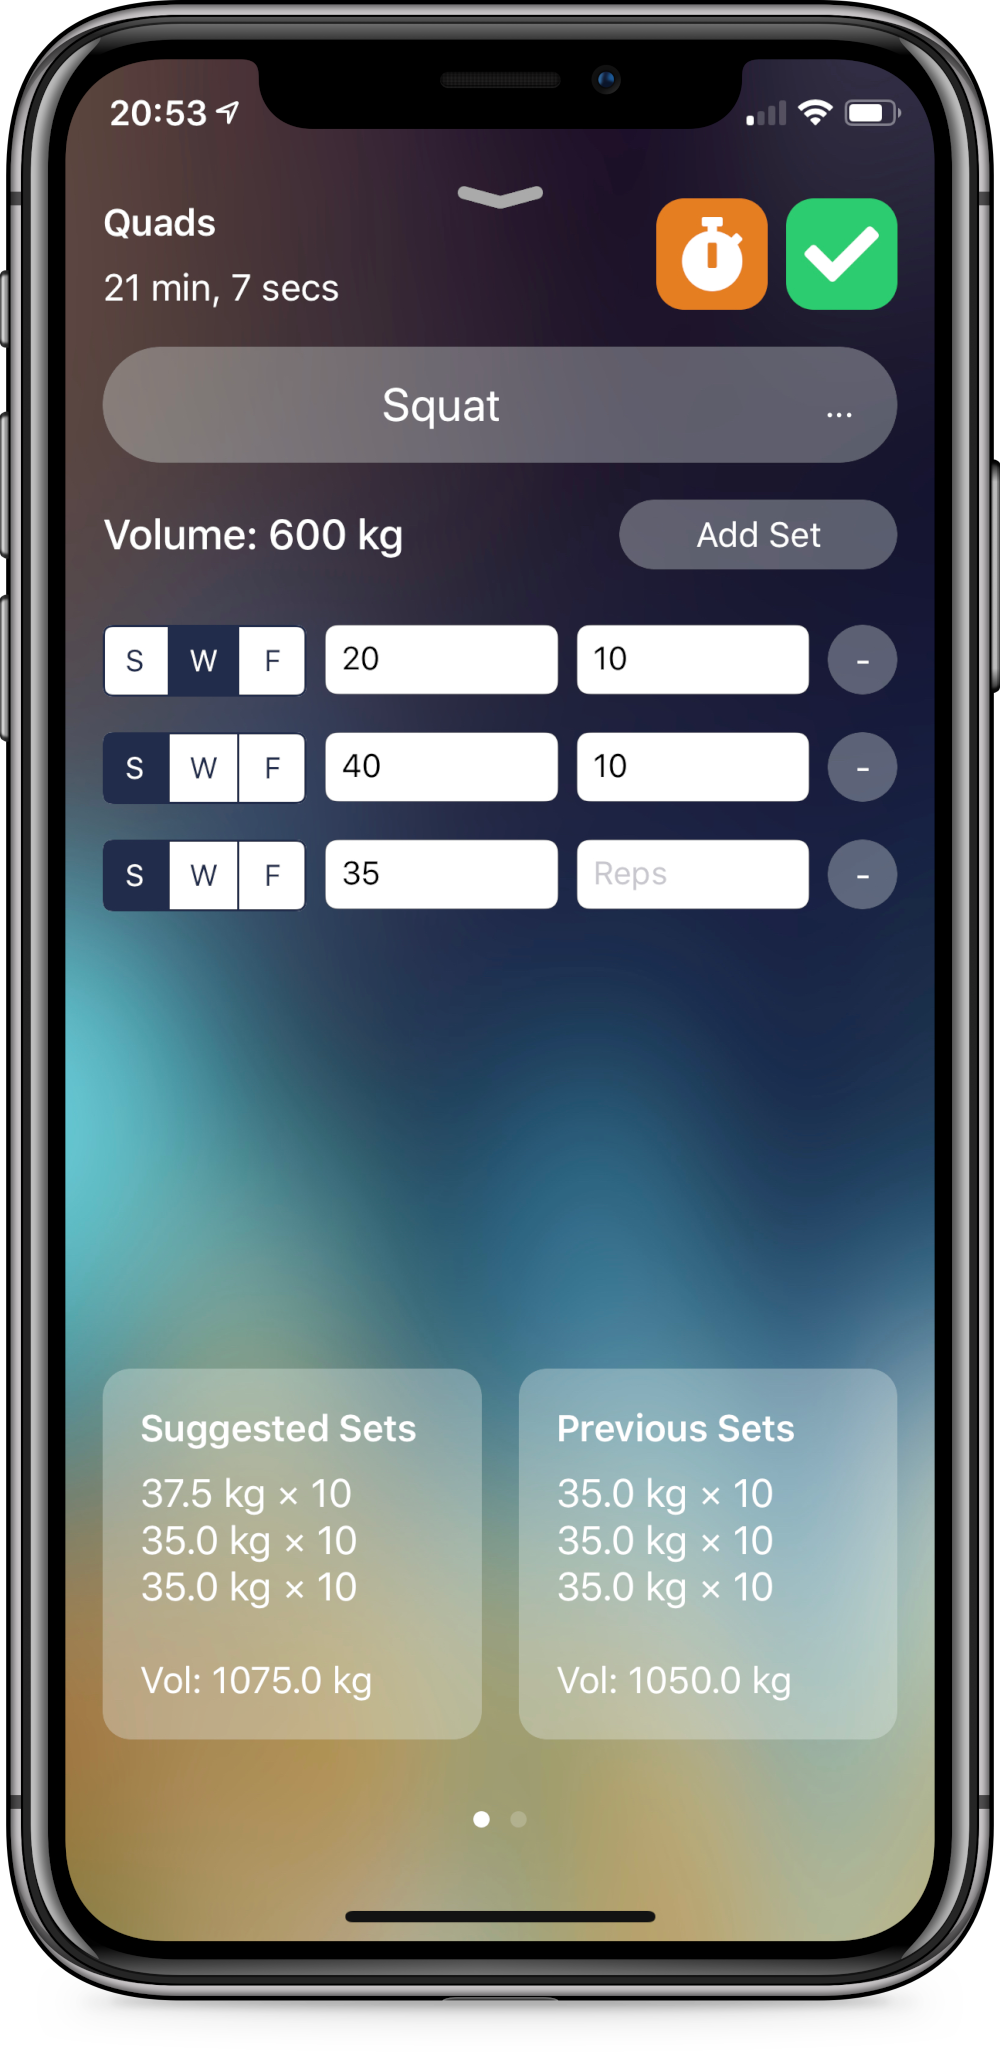 20:53
Quads
21 min, 7 secs
Squat ...
Volume: 600 kg Add Set
S W F 20 10 -
S W F 40 10 -
S W F 35 Reps -
Suggested Sets
37.5 kg × 10
35.0 kg × 10
35.0 kg × 10
Vol: 1075.0 kg
Previous Sets
35.0 kg × 10
35.0 kg × 10
35.0 kg × 10
Vol: 1050.0 kg